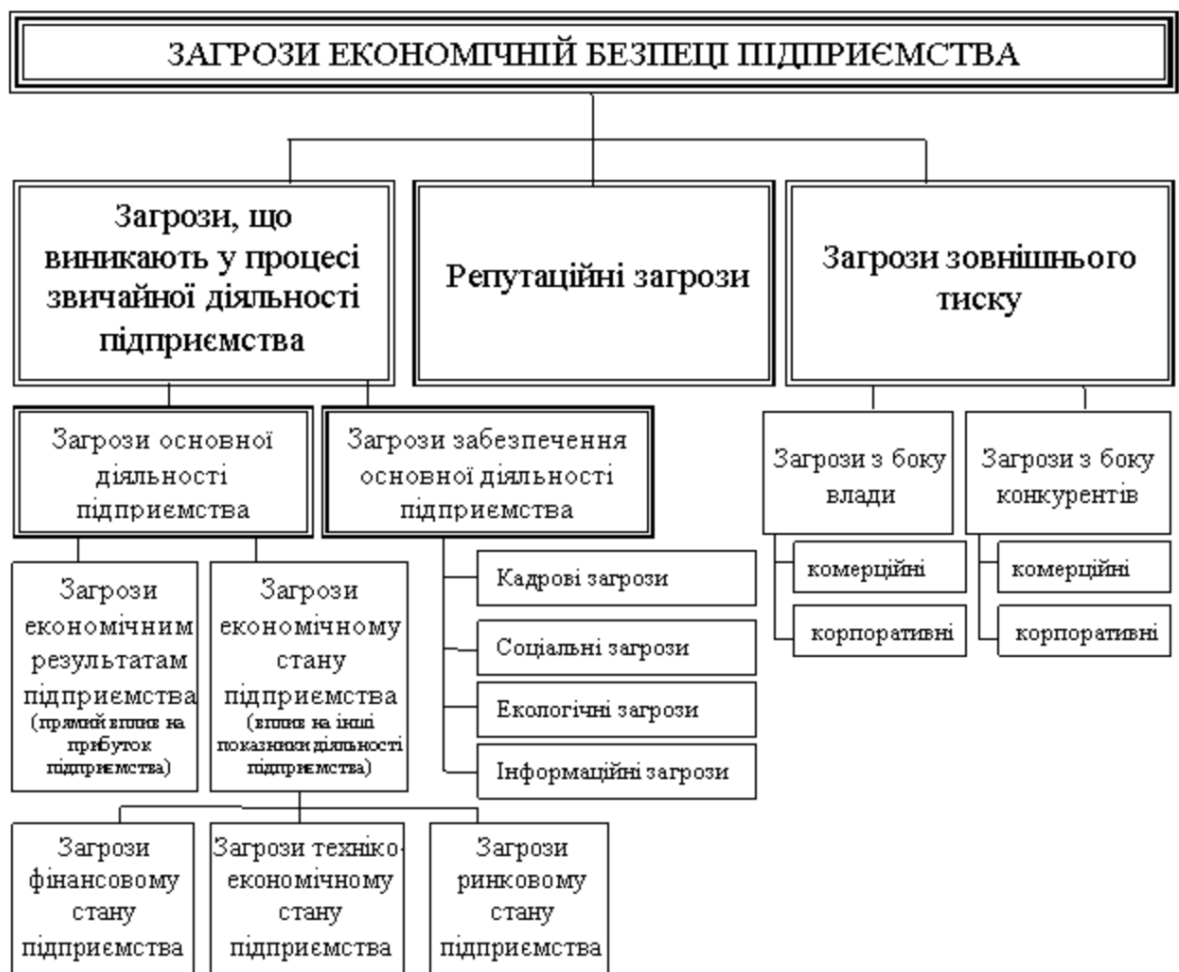 ЗАГРОЗИ ЕКОНОМІЧНІЙ БЕЗПЕЦІ ПІДПРИЄМСТВА
Загрози, що
виникають у процесі
звичайної діяльності
підприємства
Репутаційні загрози
Загрози зовнішнього
тиску
Загрози основної
діяльності
підприємства
Загрози забезпечення
основної діяльності
підприємства
Загрози з боку
влади
Загрози з боку
конкурентів
комерційні
корпоративні
комерційні
корпоративні
Загрози
економічним
результатам
підприємства
(прямий вплив на
прибуток
підприємства)
Загрози
економічному
стану
підприємства
(вплив на інші
показники діяльності
підприємства)
Кадрові загрози
Соціальні загрози
Екологічні загрози
Інформаційні загрози
Загрози
фінансовому
стану
підприємства
Загрози техніко-
економічному
стану
підприємства
Загрози
ринковому
стану
підприємства